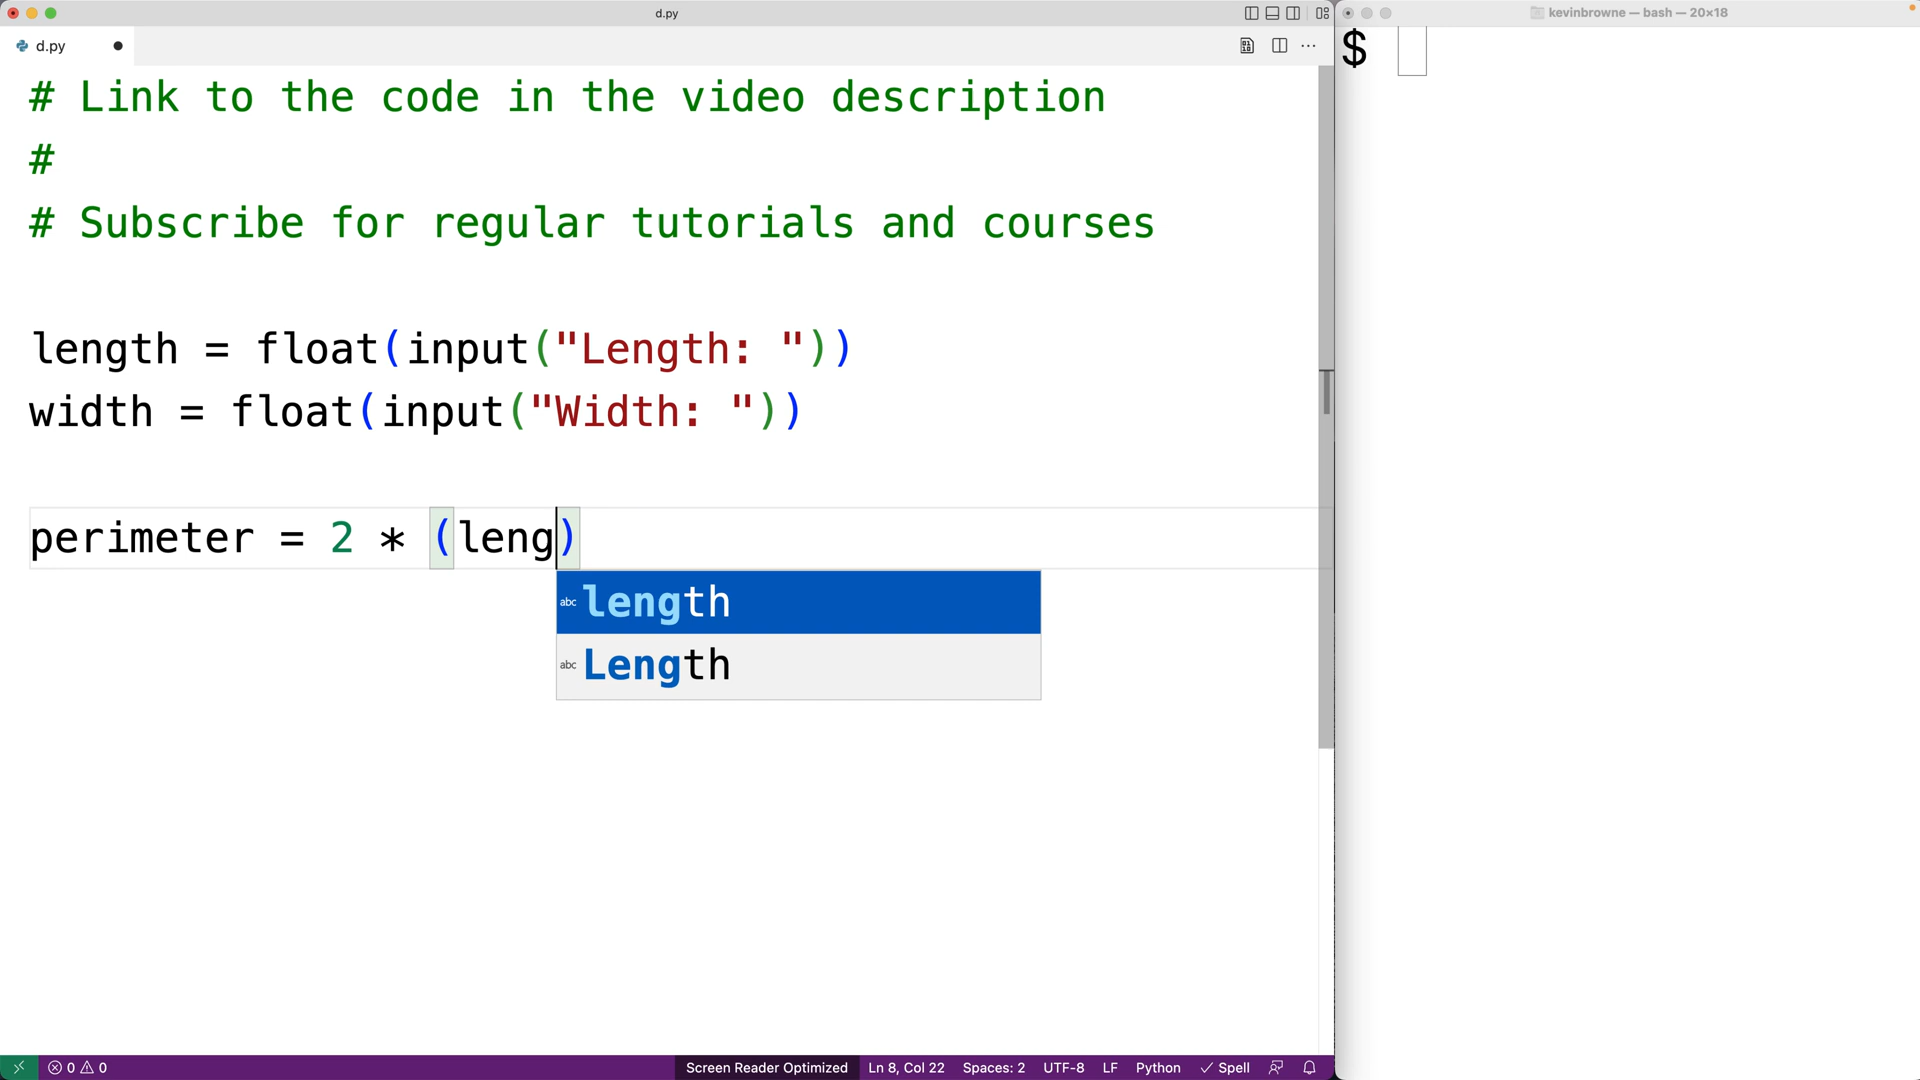 d.py
kevinbrowne — bash — 20×18
d.py
$
# Link to the code in the video description
#
# Subscribe for regular tutorials and courses
length = float(input("Length: "))
width = float(input("Width: "))
perimeter = 2 * (leng)
abc length
abc Length
0 0 Screen Reader Optimized Ln 8, Col 22 Spaces: 2 UTF-8 LF Python Spell